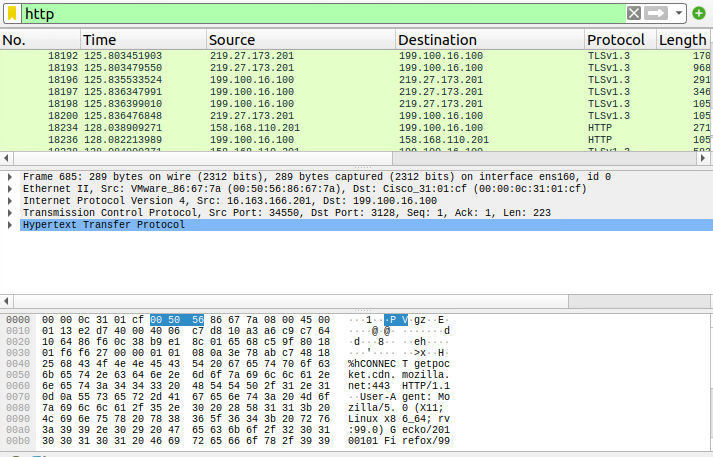 http
No. Time Source Destination Protocol Length
18192 125.803451903 219.27.173.201 199.100.16.100 TLSv1.3 170
18193 125.803479550 219.27.173.201 199.100.16.100 TLSv1.3 968
18196 125.835533524 199.100.16.100 219.27.173.201 TLSv1.3 291
18197 125.836347991 199.100.16.100 219.27.173.201 TLSv1.3 346
18198 125.836399010 199.100.16.100 219.27.173.201 TLSv1.3 105
18200 125.836476848 219.27.173.201 199.100.16.100 TLSv1.3 105
18234 128.038909271 158.168.110.201 199.100.16.100 HTTP 271
18236 128.082213989 199.100.16.100 158.168.110.201 HTTP 105
Frame 685: 289 bytes on wire (2312 bits), 289 bytes captured (2312 bits) on interface ens160, id 0
Ethernet II, Src: VMware_86:67:7a (00:50:56:86:67:7a), Dst: Cisco_31:01:cf (00:00:0c:31:01:cf)
Internet Protocol Version 4, Src: 16.163.166.201, Dst: 199.100.16.100
Transmission Control Protocol, Src Port: 34550, Dst Port: 3128, Seq: 1, Ack: 1, Len: 223
Hypertext Transfer Protocol
0000 00 00 0c 31 01 cf 00 50 56 86 67 7a 08 00 45 00 ···1···P V·gz··E·
0010 01 13 e2 d7 40 00 40 06 c7 d8 10 a3 a6 c9 c7 64 ····@·@· ·······d
0020 10 64 86 f6 0c 38 b9 e1 8c 01 65 68 c5 9f 80 18 ·d···8·· ··eh····
0030 01 f6 f6 27 00 00 01 01 08 0a 3e 78 ab c7 48 18 ···'···· ··>x··H·
0040 25 68 43 4f 4e 4e 45 43 54 20 67 65 74 70 6f 63 %hCONNEC T getpoc
0050 6b 65 74 2e 63 64 6e 2e 6d 6f 7a 69 6c 6c 61 2e ket.cdn. mozilla.
0060 6e 65 74 3a 34 34 33 20 48 54 54 50 2f 31 2e 31 net:443  HTTP/1.1
0070 0d 0a 55 73 65 72 2d 41 67 65 6e 74 3a 20 4d 6f ··User-A gent: Mo
0080 7a 69 6c 6c 61 2f 35 2e 30 20 28 58 31 31 3b 20 zilla/5. 0 (X11;
0090 4c 69 6e 75 78 20 78 38 36 5f 36 34 3b 20 72 76 Linux x8 6_64; rv
00a0 3a 39 39 2e 30 29 20 47 65 63 6b 6f 2f 32 30 31 :99.0) G ecko/201
00b0 30 30 31 30 31 20 46 69 72 65 66 6f 78 2f 39 39 00101 Fi refox/99